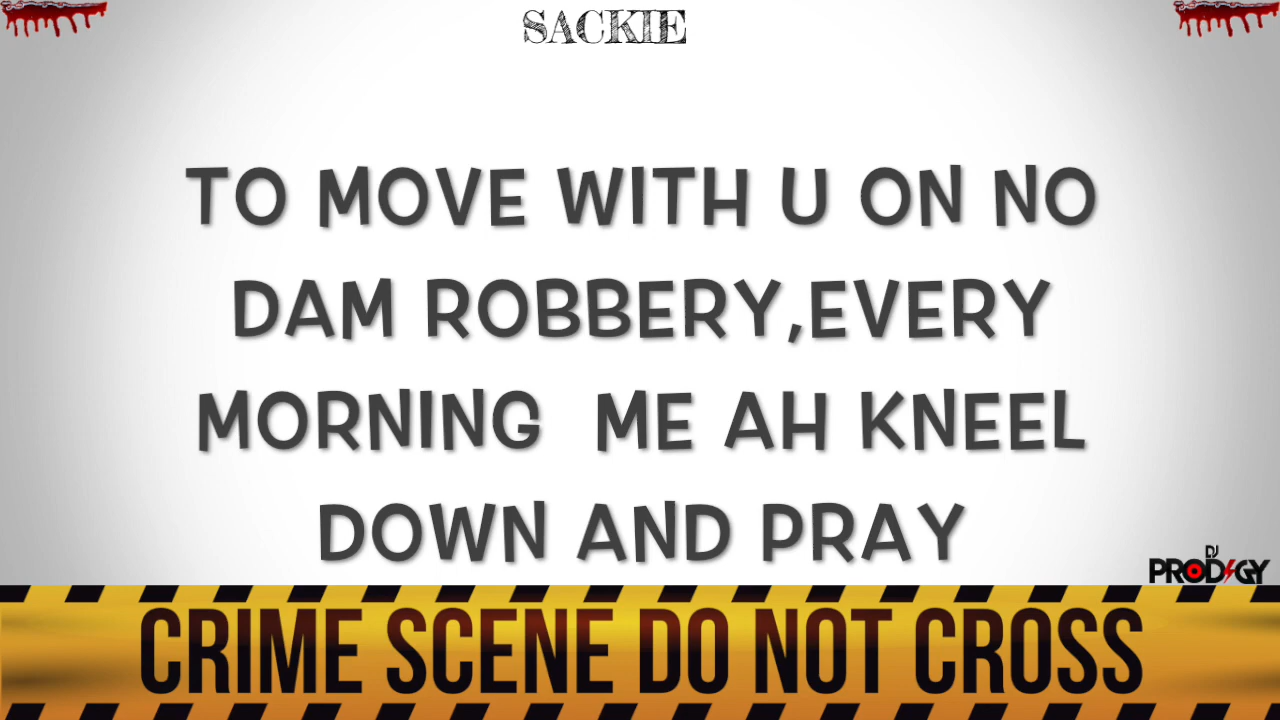 SACKIE
TO MOVE WITH U ON NO
DAM ROBBERY,EVERY
MORNING  ME AH KNEEL
DOWN AND PRAY
DJ
PRODIGY
CRIME SCENE DO NOT CROSS